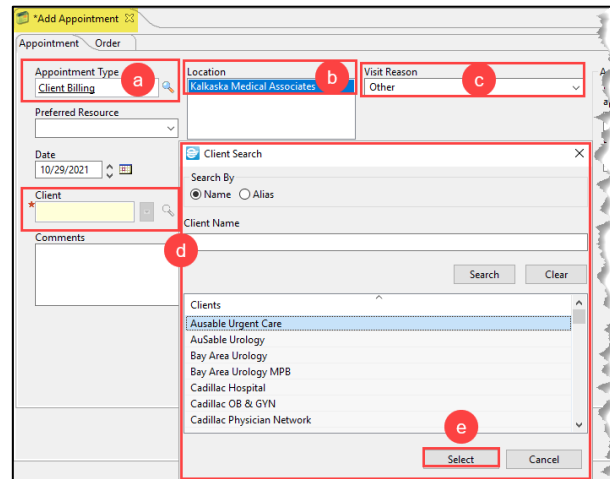 *Add Appointment
Appointment Order
Appointment Type
a
Client Billing
Location
b
Kalkaska Medical Associates
Visit Reason
c
Other
Preferred Resource
Date
10/29/2021
*Client
d
Comments
Client Search
Search By
Name Alias
Client Name
Search Clear
Clients
Ausable Urgent Care
AuSable Urology
Bay Area Urology
Bay Area Urology MPB
Cadillac Hospital
Cadillac OB & GYN
Cadillac Physician Network
e
Select Cancel